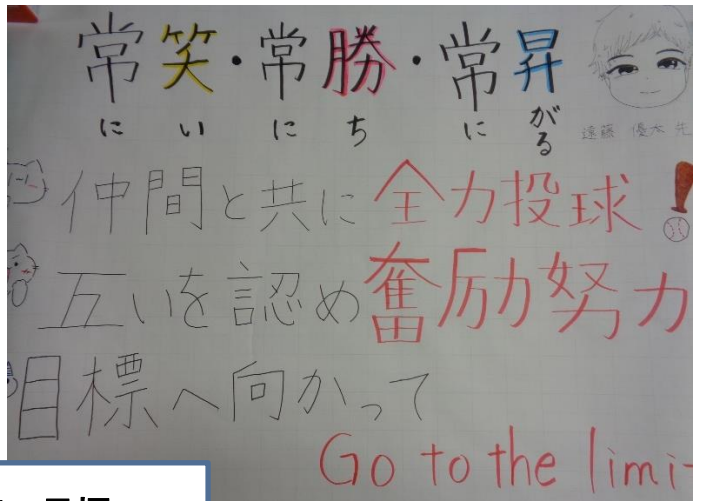 常笑・常勝・常昇
に い に ち に がる
遠藤 優太 先
仲間と共に全力投球!
互いを認め奮励努力
目標へ向かって
Go to the limi